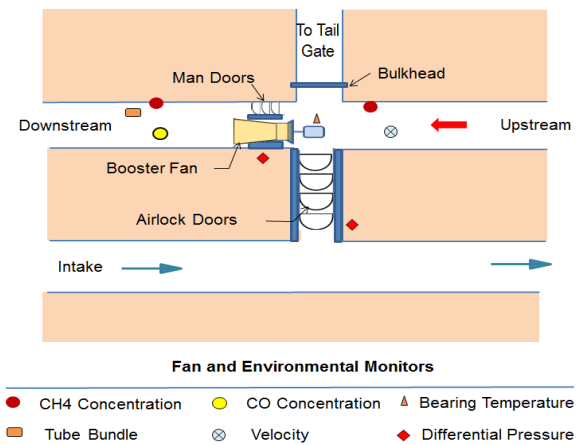 To Tail
Gate
Man Doors
Bulkhead
Downstream
Upstream
Booster Fan
Airlock Doors
Intake
Fan and Environmental Monitors
CH4 Concentration
CO Concentration
Bearing Temperature
Tube Bundle
Velocity
Differential Pressure